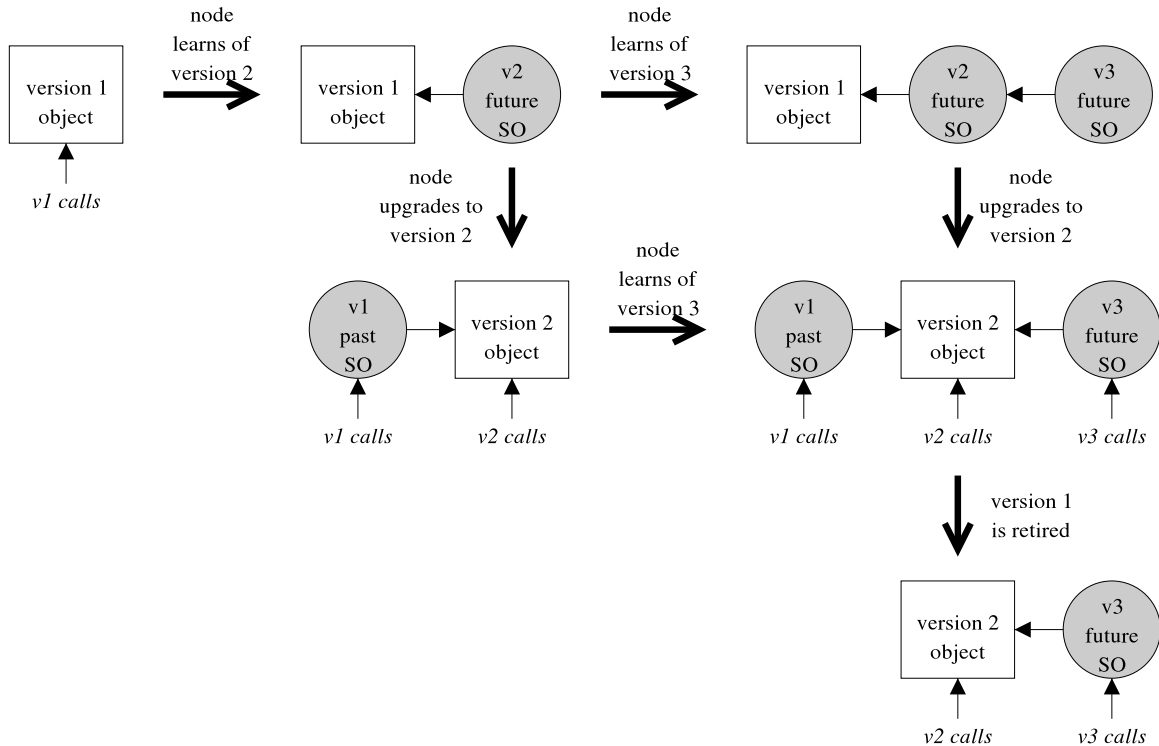 node
learns of
version 2
node
learns of
version 3
version 1
object
version 1
object
v2
future
SO
version 1
object
v2
future
SO
v3
future
SO
v1 calls
node
upgrades to
version 2
node
upgrades to
version 2
node
learns of
version 3
v1
past
SO
version 2
object
v1
past
SO
version 2
object
v3
future
SO
v1 calls
v2 calls
v1 calls
v2 calls
v3 calls
version 1
is retired
version 2
object
v3
future
SO
v2 calls
v3 calls